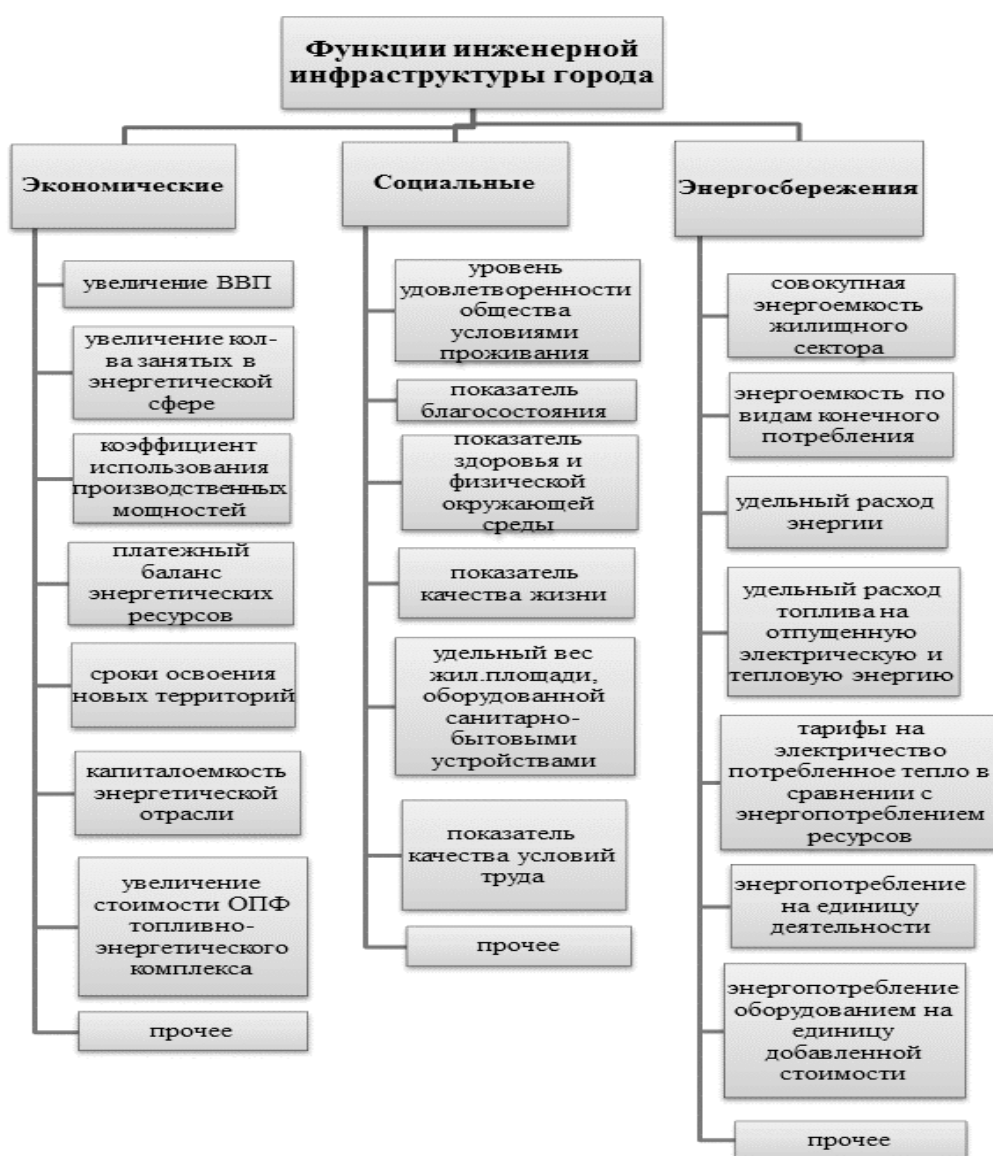 Функции инженерной
инфраструктуры города
Экономические
увеличение ВВП
увеличение кол-
ва занятых в
энергетической
сфере
коэффициент
использования
производственных
мощностей
платежный
баланс
энергетических
ресурсов
сроки освоения
новых территорий
капиталоемкость
энергетической
отрасли
увеличение
стоимости ОПФ
топливно-
энергетического
комплекса
прочее
Социальные
уровень
удовлетворенности
общества
условиями
проживания
показатель
благосостояния
показатель
здоровья и
физической
окружающей
среды
показатель
качества жизни
удельный вес
жил.площади,
оборудованной
санитарно-
бытовыми
устройствами
показатель
качества условий
труда
прочее
Энергосбережения
совокупная
энергоемкость
жилищного
сектора
энергоемкость по
видам конечного
потребления
удельный расход
энергии
удельный расход
топлива на
отпущенную
электрическую и
тепловую энергию
тарифы на
электричество
потребленное тепло в
сравнении с
энергопотреблением
ресурсов
энергопотребление
на единицу
деятельности
энергопотребление
оборудованием на
единицу
добавленной
стоимости
прочее